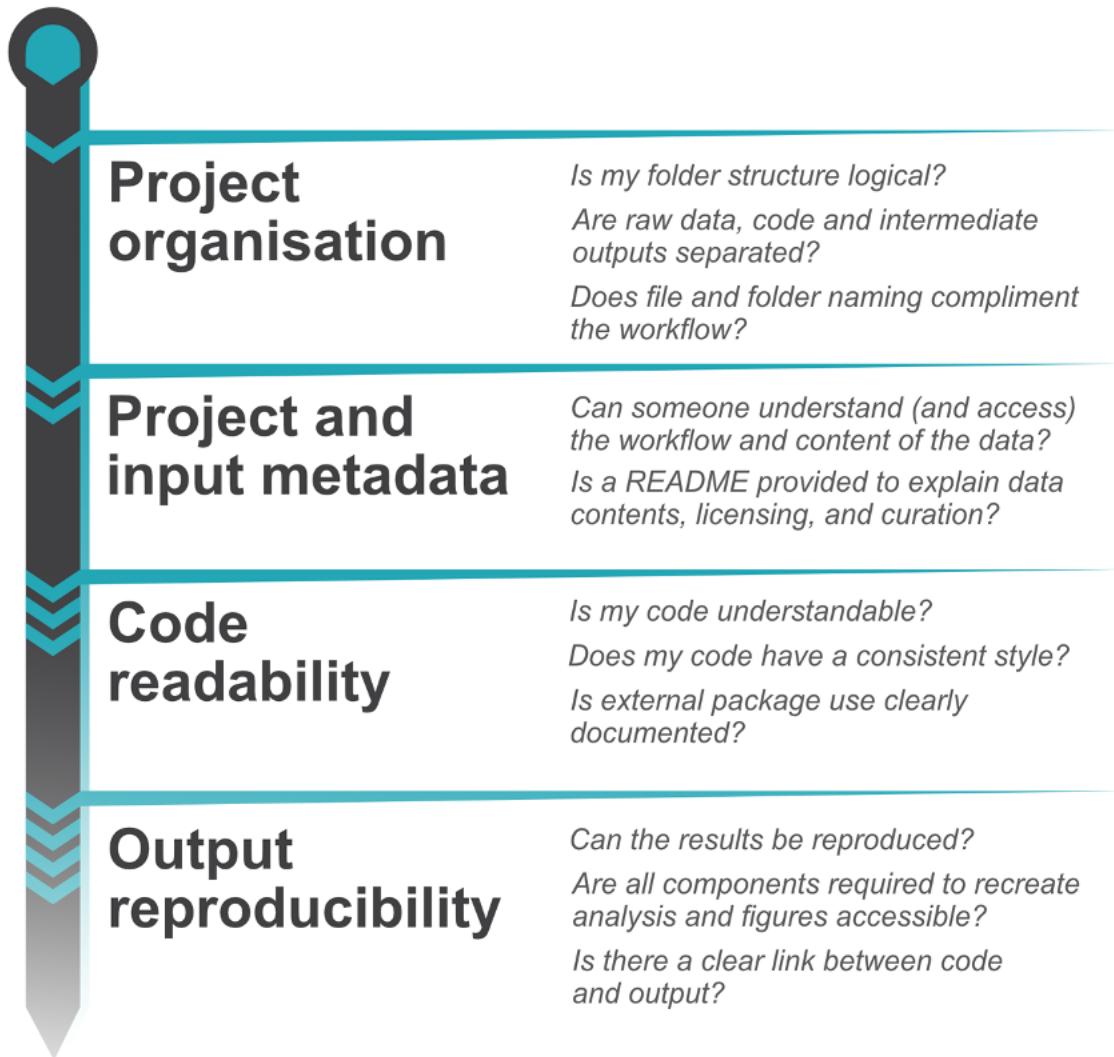 Project
organisation
Is my folder structure logical?
Are raw data, code and intermediate
outputs separated?
Does file and folder naming compliment
the workflow?
Project and
input metadata
Can someone understand (and access)
the workflow and content of the data?
Is a README provided to explain data
contents, licensing, and curation?
Code
readability
Is my code understandable?
Does my code have a consistent style?
Is external package use clearly
documented?
Output
reproducibility
Can the results be reproduced?
Are all components required to recreate
analysis and figures accessible?
Is there a clear link between code
and output?